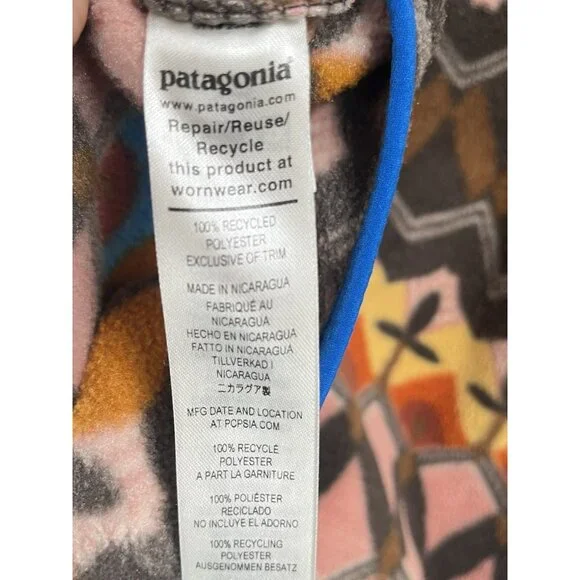 patagonia®
www.patagonia.com
Repair/Reuse/
Recycle
this product at
wornwear.com
100% RECYCLED
POLYESTER
EXCLUSIVE OF TRIM
MADE IN NICARAGUA
FABRIQUÉ AU
NICARAGUA
HECHO EN NICARAGUA
FATTO IN NICARAGUA
TILLVERKAD I
NICARAGUA
ニカラグア製
MFG DATE AND LOCATION
AT PCPSIA.COM
100% RECYCLÉ
POLYESTER
A PART LA GARNITURE
100% POLIÉSTER
RECICLADO
NO INCLUYE EL ADORNO
100% RECYCLING
POLYESTER
AUSGENOMMEN BESATZ